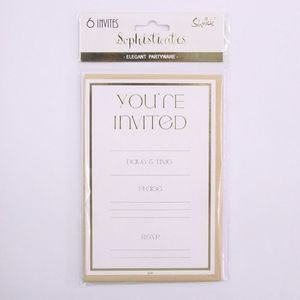 6 INVITES
Sophisticates
• ELEGANT PARTYWARE •
YOU'RE
INVITED
DATE & TIME
PLACE
RSVP